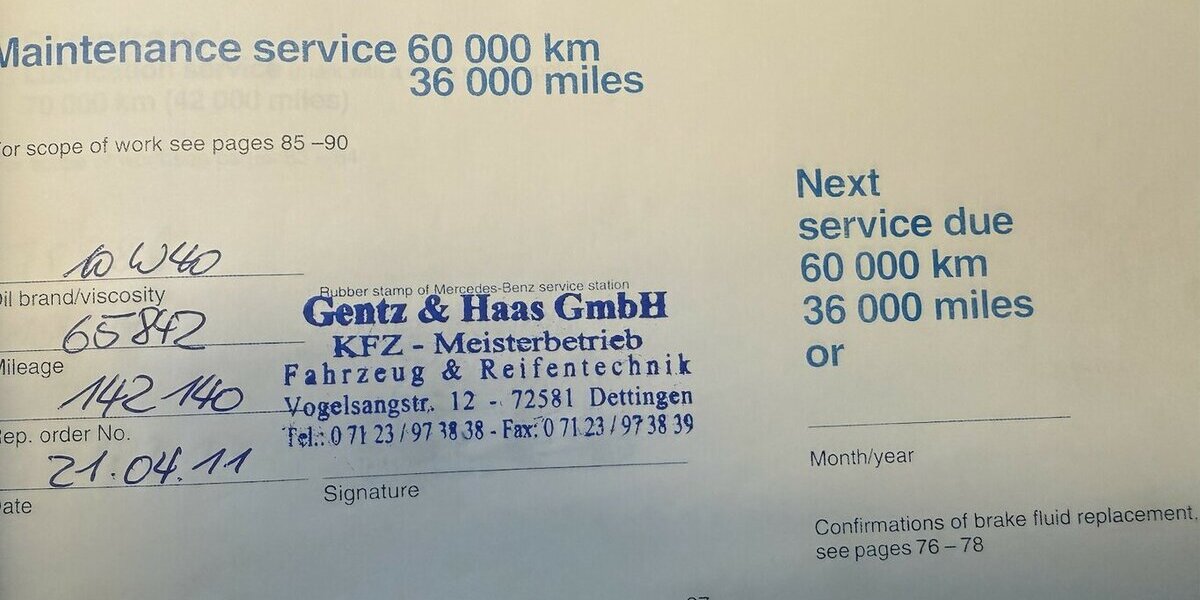 Maintenance service 60 000 km
36 000 miles
For scope of work see pages 85–90
10W40
Oil brand/viscosity
65842
Mileage
142 140
Rep. order No.
21.04.11
Date
Rubber stamp of Mercedes-Benz service station
Gentz & Haas GmbH
KFZ - Meisterbetrieb
Fahrzeug & Reifentechnik
Vogelsangstr. 12 - 72581 Dettingen
Tel.: 0 71 23 / 97 38 38 - Fax: 0 71 23 / 97 38 39
Signature
Next
service due
60 000 km
36 000 miles
or
Month/year
Confirmations of brake fluid replacement,
see pages 76–78